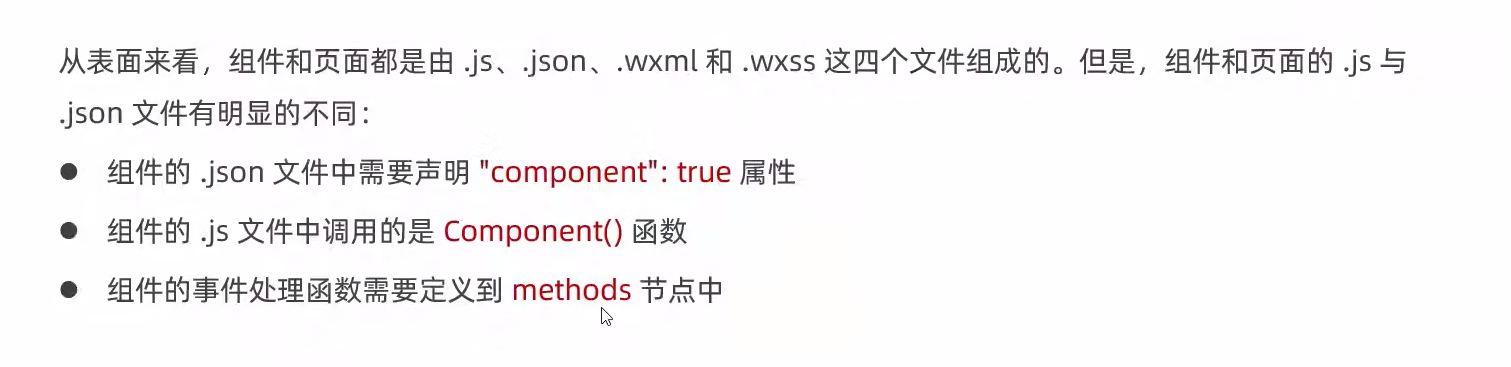 从表面来看，组件和页面都是由 .js、.json、.wxml 和 .wxss 这四个文件组成的。但是，组件和页面的 .js 与
.json 文件有明显的不同：
● 组件的 .json 文件中需要声明 "component": true 属性
● 组件的 .js 文件中调用的是 Component() 函数
● 组件的事件处理函数需要定义到 methods 节点中